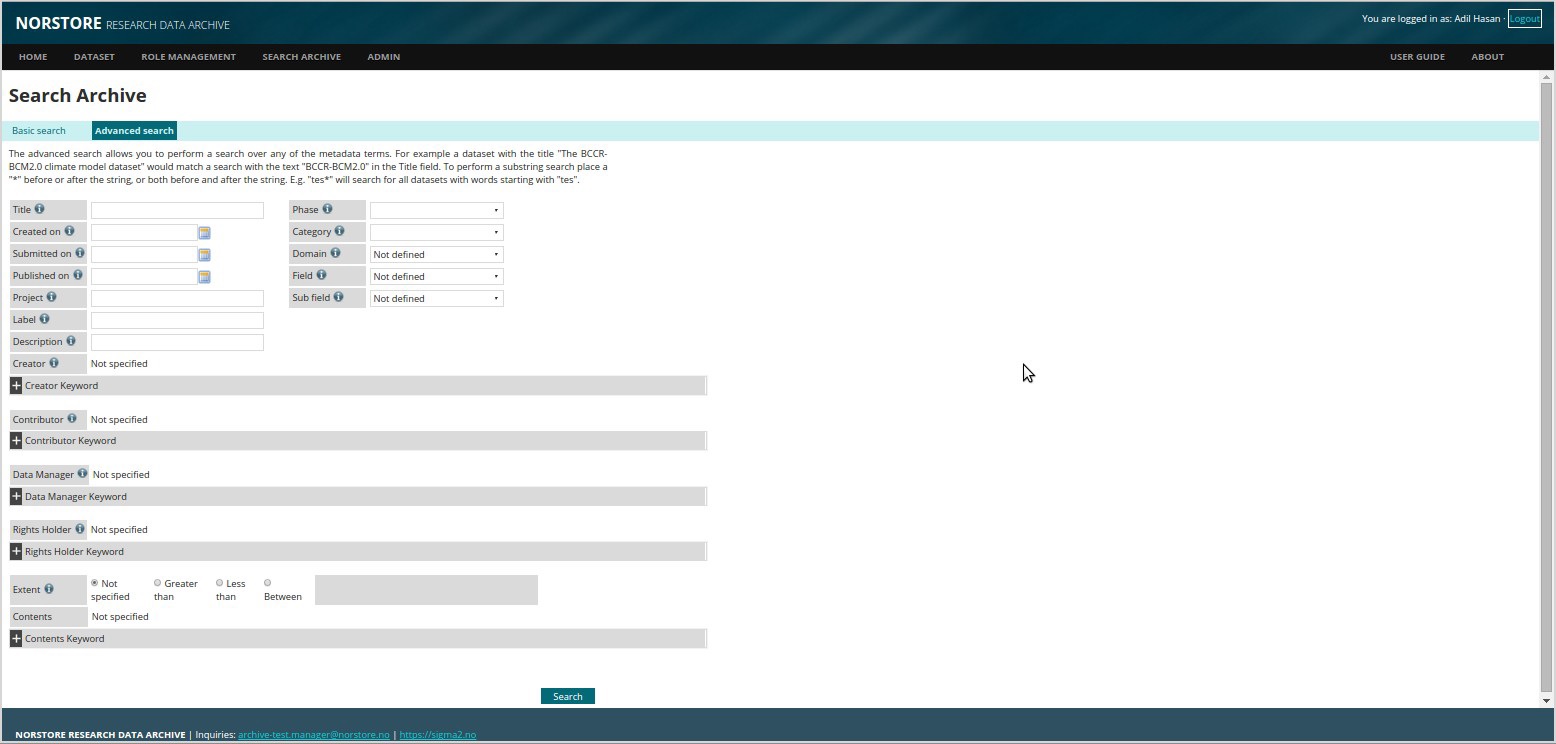 NORSTORE RESEARCH DATA ARCHIVE
You are logged in as: Adil Hasan · Logout
HOME DATASET ROLE MANAGEMENT SEARCH ARCHIVE ADMIN USER GUIDE ABOUT
Search Archive
Basic search Advanced search
The advanced search allows you to perform a search over any of the metadata terms. For example a dataset with the title "The BCCR-
BCM2.0 climate model dataset" would match a search with the text "BCCR-BCM2.0" in the Title field. To perform a substring search place a
"*" before or after the string, or both before and after the string. E.g. "tes*" will search for all datasets with words starting with "tes".
Title Phase
Created on Category
Submitted on Domain Not defined
Published on Field Not defined
Project Sub field Not defined
Label
Description
Creator Not specified
+ Creator Keyword
Contributor Not specified
+ Contributor Keyword
Data Manager Not specified
+ Data Manager Keyword
Rights Holder Not specified
+ Rights Holder Keyword
Extent Not specified Greater than Less than Between
Contents Not specified
+ Contents Keyword
Search
NORSTORE RESEARCH DATA ARCHIVE | Inquiries: archive-test.manager@norstore.no | https://sigma2.no